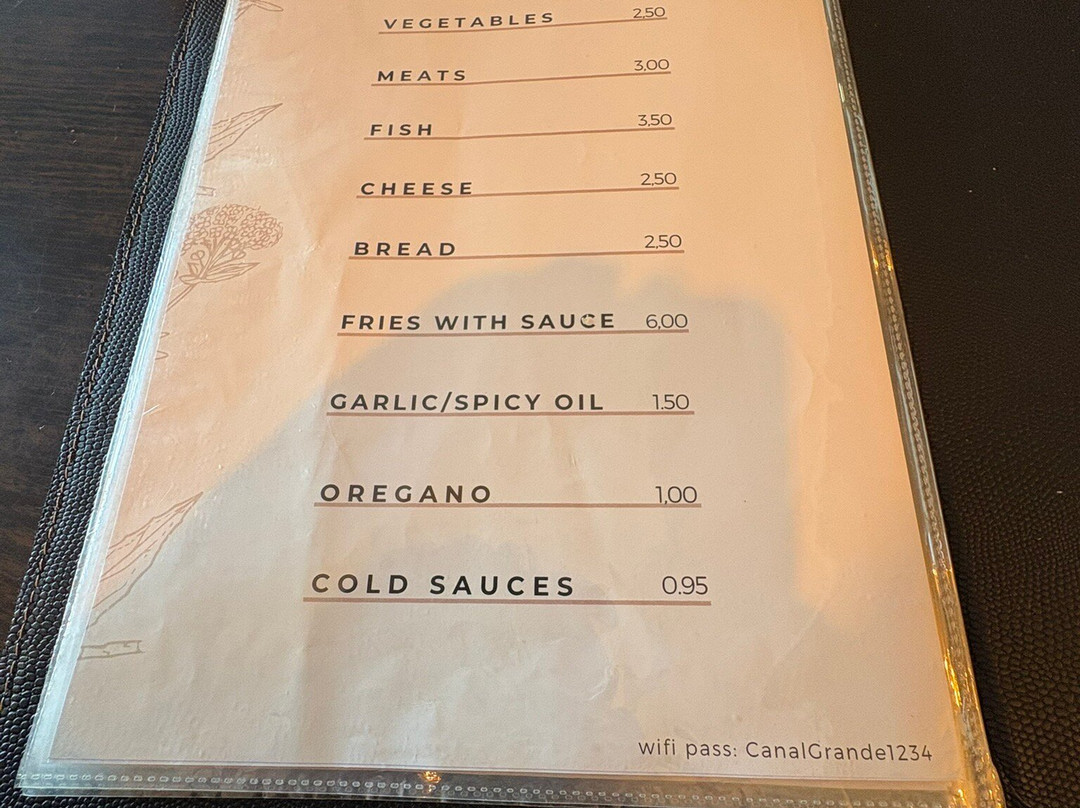 VEGETABLES 2,50
MEATS 3,00
FISH 3,50
CHEESE 2,50
BREAD 2,50
FRIES WITH SAUCE 6,00
GARLIC/SPICY OIL 1.50
OREGANO 1,00
COLD SAUCES 0.95
wifi pass: CanalGrande1234